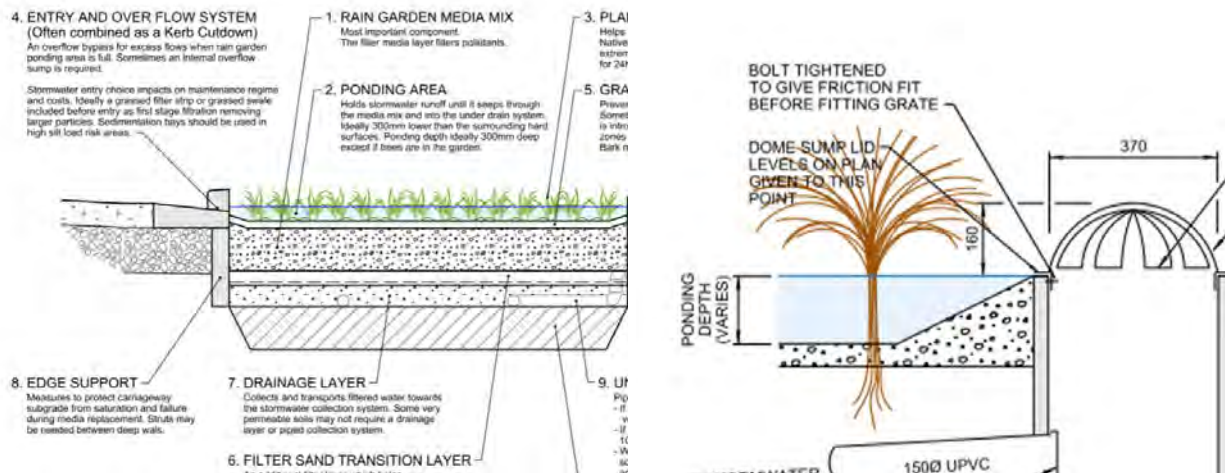 4. ENTRY AND OVER FLOW SYSTEM
(Often combined as a Kerb Cutdown)
An overflow bypass for excess flows when rain garden
ponding area is full. Sometimes an internal overflow
sump is required.
Stormwater entry choice impacts on maintenance regime
and costs. Ideally a grassed filter strip or grassed swale
included before entry as first stage filtration removing
larger particles. Sedimentation bays should be used in
high silt load risk areas.
1. RAIN GARDEN MEDIA MIX
Most important component.
The filter media layer filters pollutants.
2. PONDING AREA
Holds stormwater runoff until it seeps through
the media mix and into the under drain system.
Ideally 300mm lower than the surrounding hard
surfaces. Ponding depth ideally 300mm deep
except if trees are in the garden.
3. PLA
Helps
Native
extrem
for 24h
5. GRA
Preven
Somet
is intro
zones
Bark m
8. EDGE SUPPORT
Measures to protect carriageway
subgrade from saturation and failure
during media replacement. Struts may
be needed between deep wals.
7. DRAINAGE LAYER
Collects and transports filtered water towards
the stormwater collection system. Some very
permeable soils may not require a drainage
layer or piped collection system.
6. FILTER SAND TRANSITION LAYER
9. UN
Pip
- If
- If
- W
BOLT TIGHTENED
TO GIVE FRICTION FIT
BEFORE FITTING GRATE
DOME SUMP LID
LEVELS ON PLAN
GIVEN TO THIS
POINT
370
160
PONDING
DEPTH
(VARIES)
150Ø UPVC